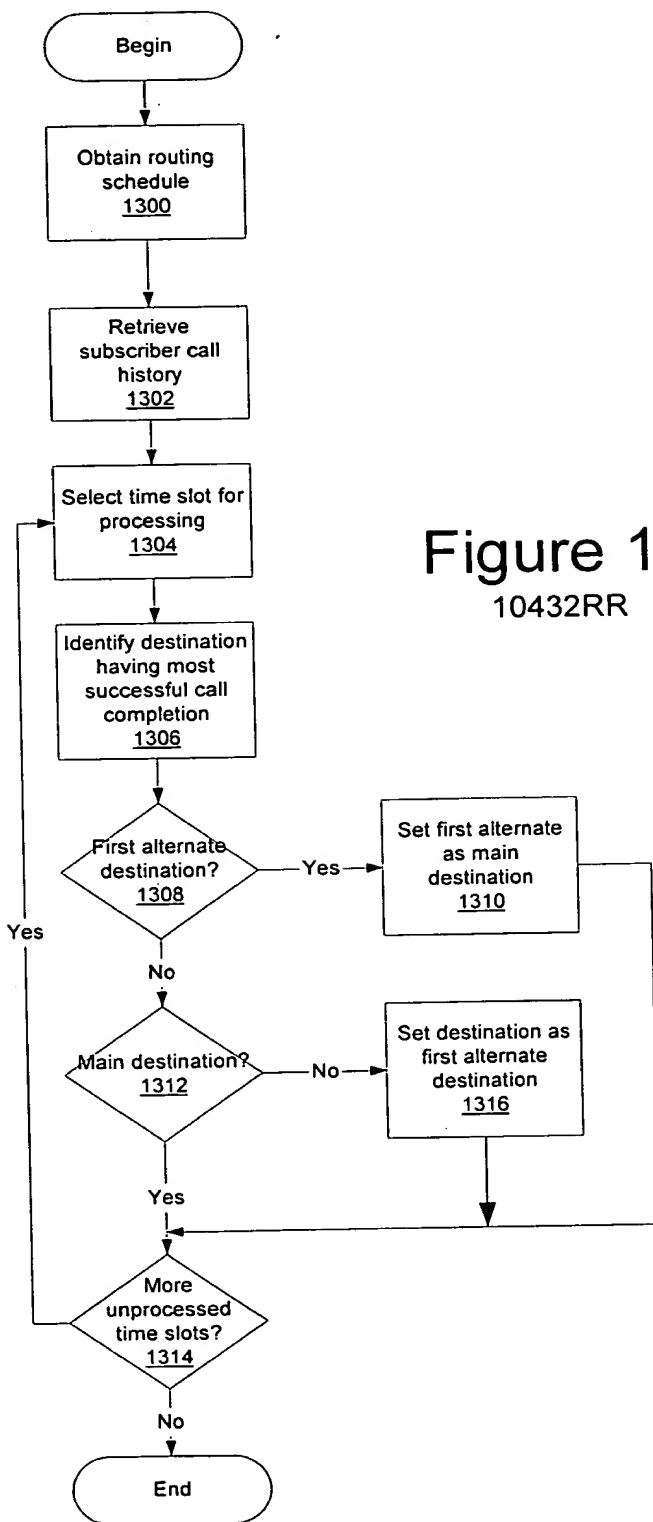 Begin
Obtain routing
schedule
1300
Retrieve
subscriber call
history
1302
Select time slot for
processing
1304
Figure 1
10432RR
Identify destination
having most
successful call
completion
1306
First alternate
destination?
1308
Yes
Set first alternate
as main
destination
1310
Yes
No
Main destination?
1312
No
Set destination as
first alternate
destination
1316
Yes
More
unprocessed
time slots?
1314
No
End